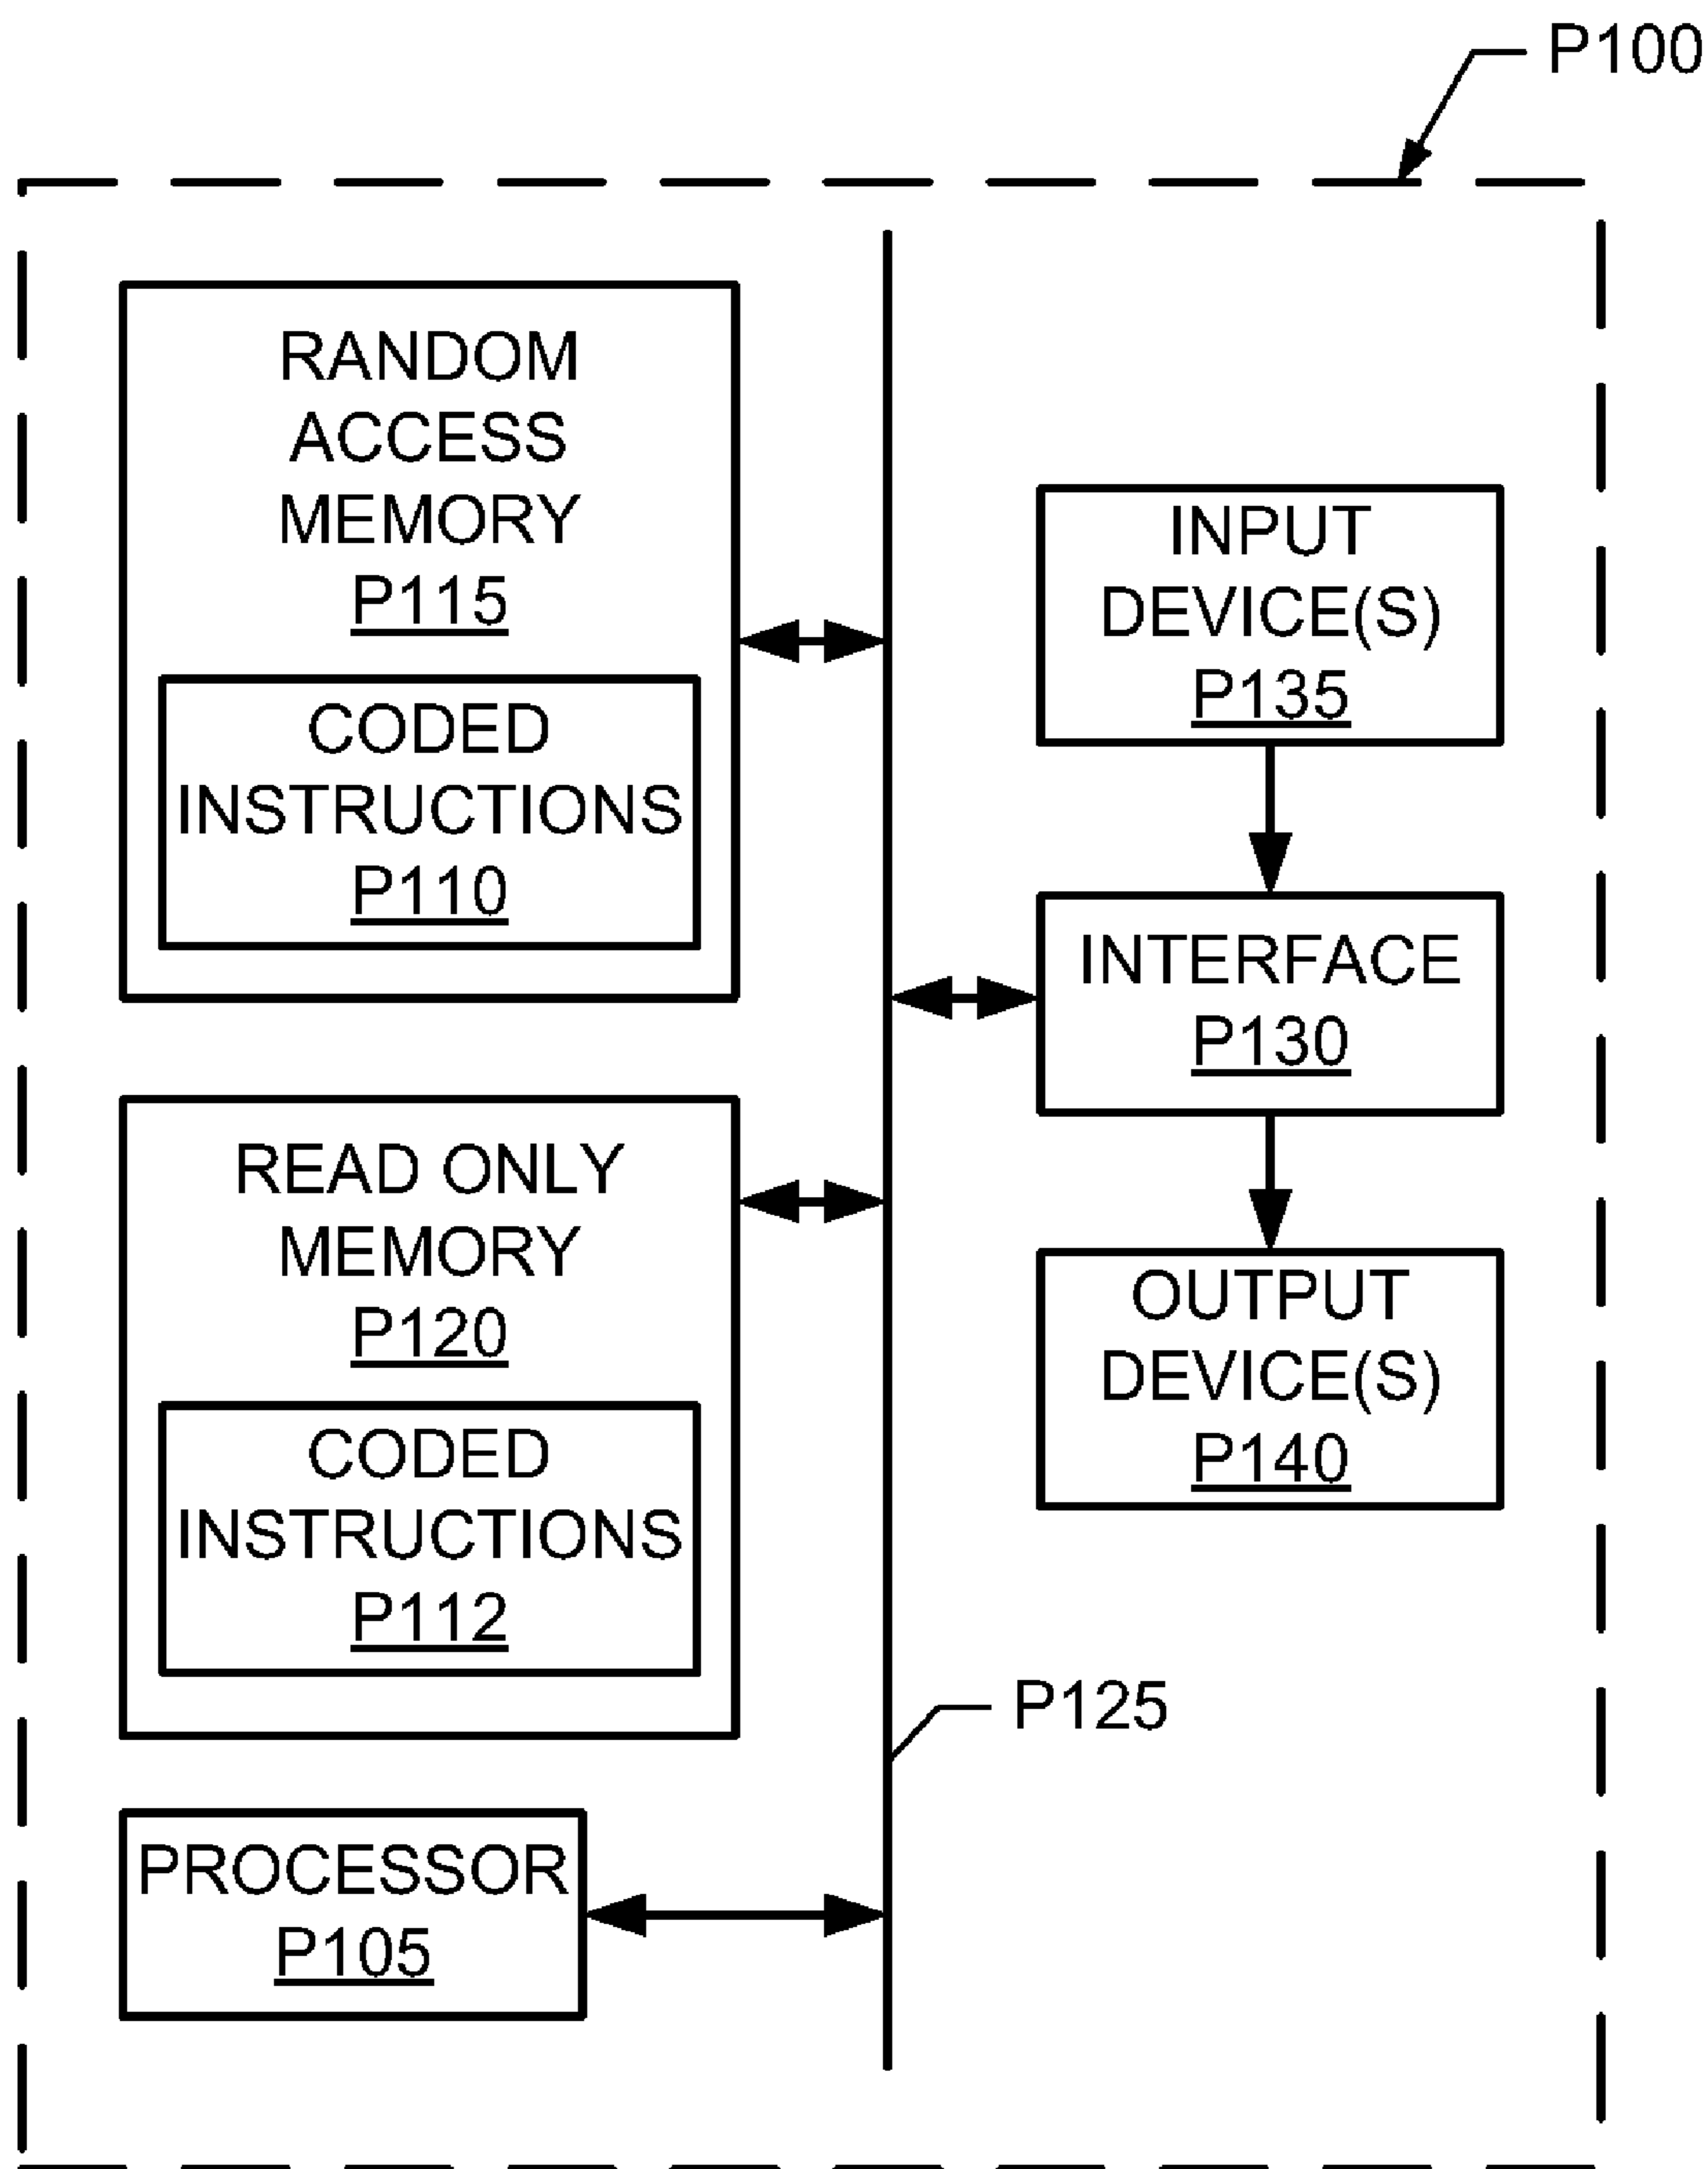 P100
RANDOM
ACCESS
MEMORY
P115
CODED
INSTRUCTIONS
P110
READ ONLY
MEMORY
P120
CODED
INSTRUCTIONS
P112
PROCESSOR
P105
INPUT
DEVICE(S)
P135
INTERFACE
P130
OUTPUT
DEVICE(S)
P140
P125